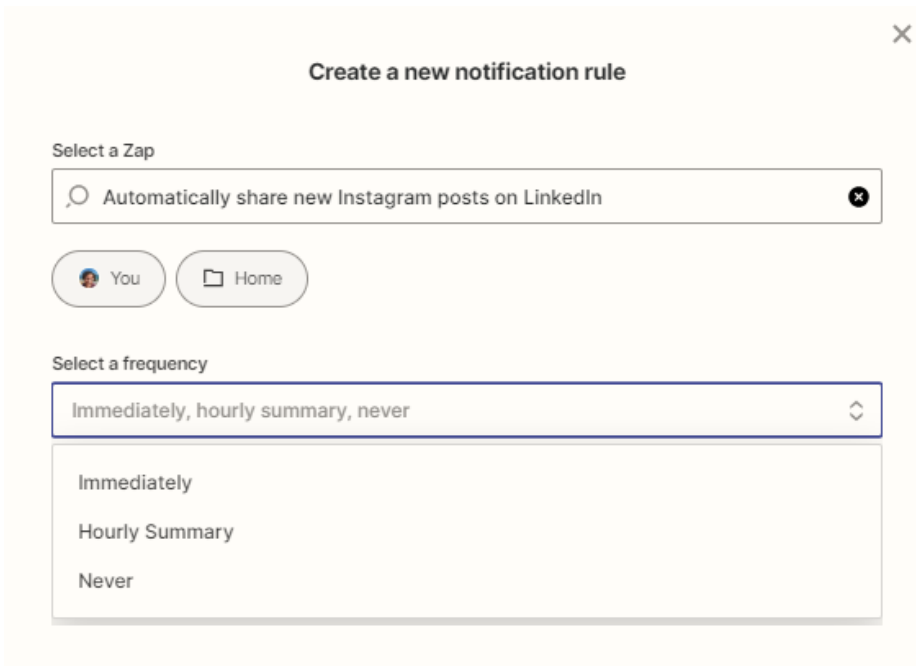 Create a new notification rule
Select a Zap
Automatically share new Instagram posts on LinkedIn
You Home
Select a frequency
Immediately, hourly summary, never
Immediately
Hourly Summary
Never